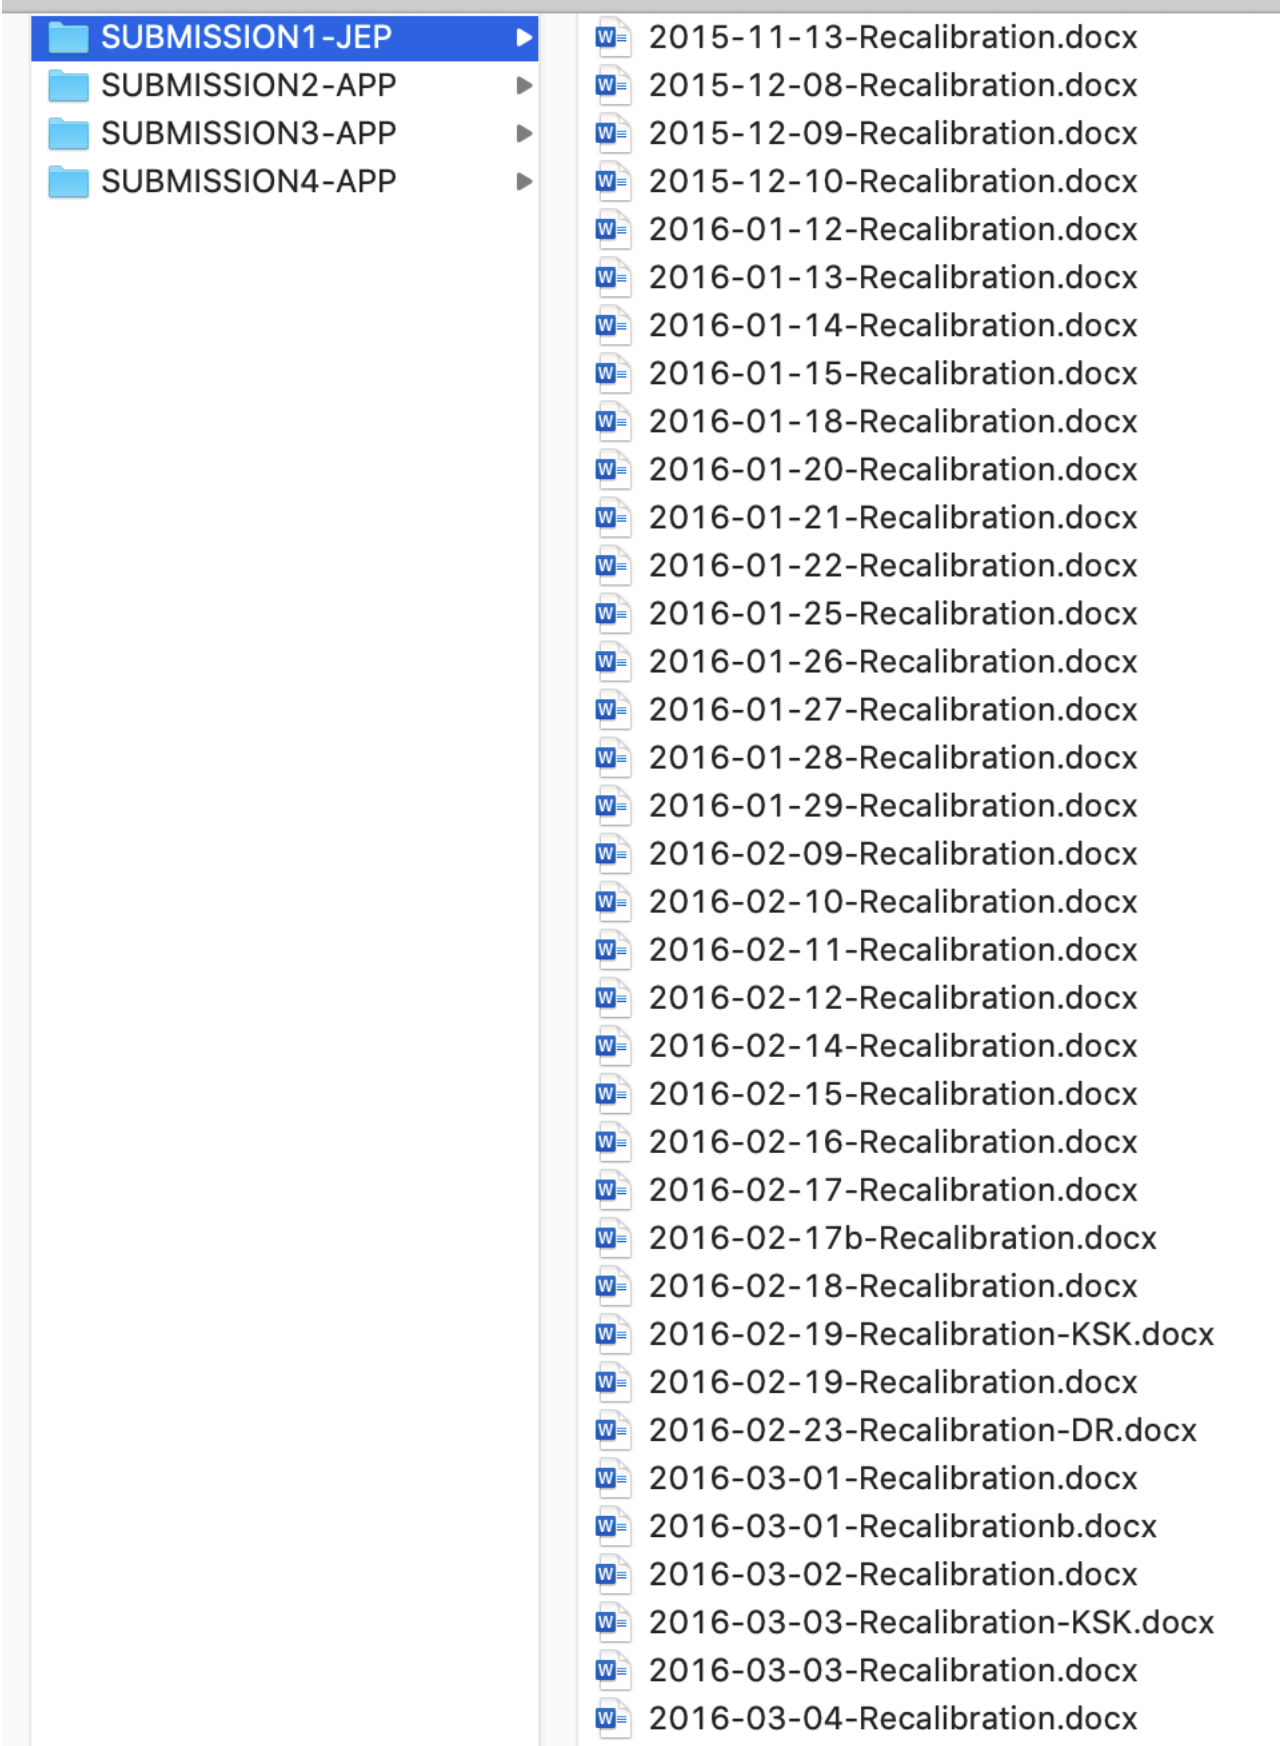 SUBMISSION1-JEP
SUBMISSION2-APP
SUBMISSION3-APP
SUBMISSION4-APP
2015-11-13-Recalibration.docx
2015-12-08-Recalibration.docx
2015-12-09-Recalibration.docx
2015-12-10-Recalibration.docx
2016-01-12-Recalibration.docx
2016-01-13-Recalibration.docx
2016-01-14-Recalibration.docx
2016-01-15-Recalibration.docx
2016-01-18-Recalibration.docx
2016-01-20-Recalibration.docx
2016-01-21-Recalibration.docx
2016-01-22-Recalibration.docx
2016-01-25-Recalibration.docx
2016-01-26-Recalibration.docx
2016-01-27-Recalibration.docx
2016-01-28-Recalibration.docx
2016-01-29-Recalibration.docx
2016-02-09-Recalibration.docx
2016-02-10-Recalibration.docx
2016-02-11-Recalibration.docx
2016-02-12-Recalibration.docx
2016-02-14-Recalibration.docx
2016-02-15-Recalibration.docx
2016-02-16-Recalibration.docx
2016-02-17-Recalibration.docx
2016-02-17b-Recalibration.docx
2016-02-18-Recalibration.docx
2016-02-19-Recalibration-KSK.docx
2016-02-19-Recalibration.docx
2016-02-23-Recalibration-DR.docx
2016-03-01-Recalibration.docx
2016-03-01-Recalibrationb.docx
2016-03-02-Recalibration.docx
2016-03-03-Recalibration-KSK.docx
2016-03-03-Recalibration.docx
2016-03-04-Recalibration.docx